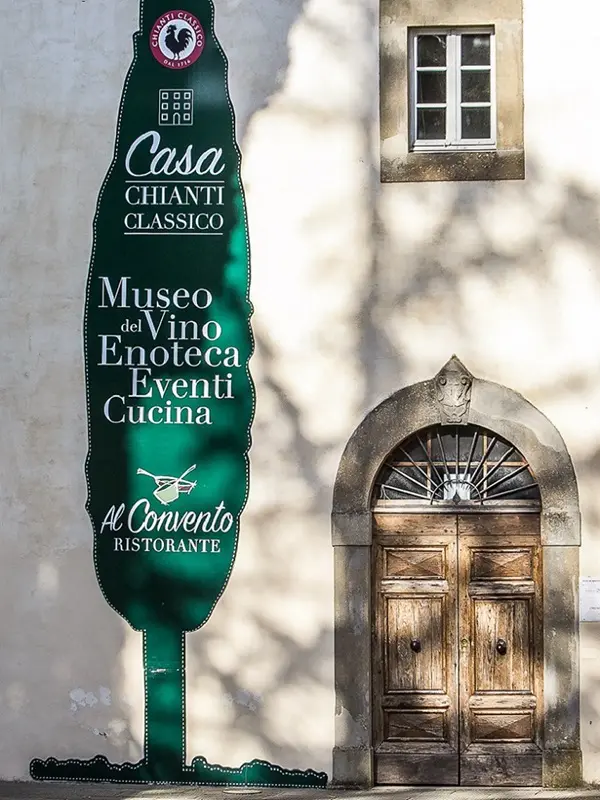 CHIANTI CLASSICO
DAL 1716
Casa
CHIANTI
CLASSICO
Museo
del Vino
Enoteca
Eventi
Cucina
Al Convento
RISTORANTE